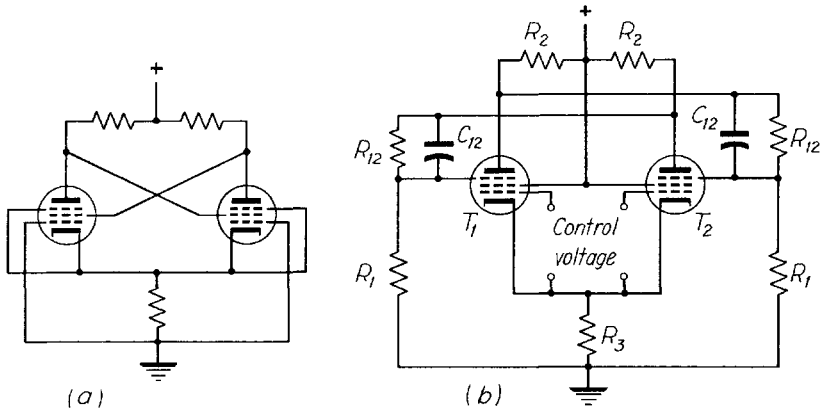 +
(a)
+
R2 R2
R12 C12 C12 R12
T1 Control T2
voltage
R1 R1
R3
(b)